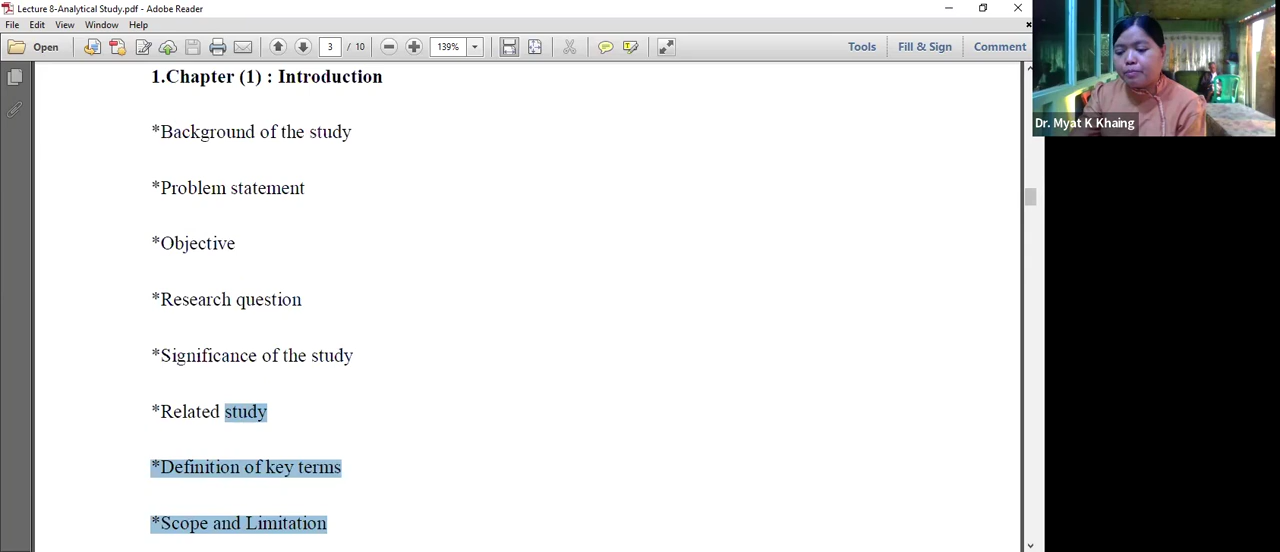 Lecture 8-Analytical Study.pdf - Adobe Reader
File Edit View Window Help
Open 3 / 10 139% Tools Fill & Sign Comment
1.Chapter (1) : Introduction
*Background of the study
*Problem statement
*Objective
*Research question
*Significance of the study
*Related study
*Definition of key terms
*Scope and Limitation
Dr. Myat K Khaing